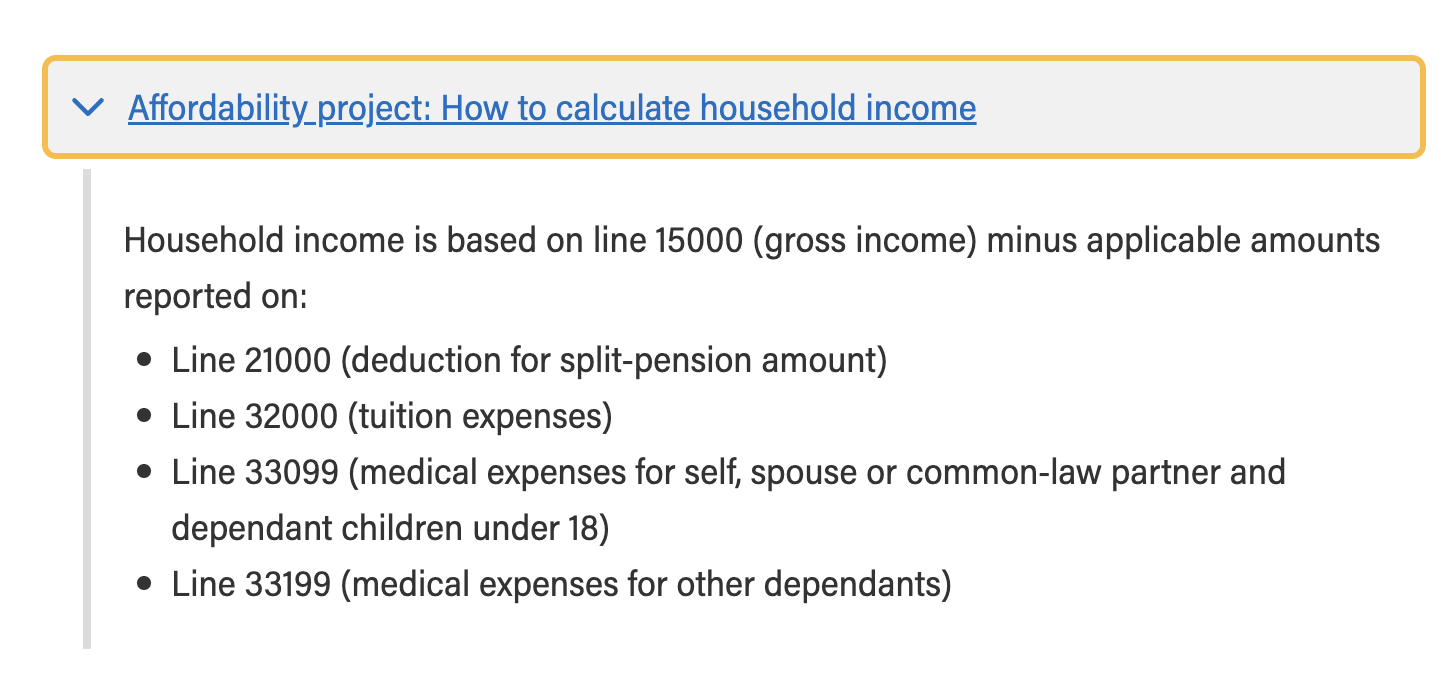 Affordability project: How to calculate household income
Household income is based on line 15000 (gross income) minus applicable amounts
reported on:
• Line 21000 (deduction for split-pension amount)
• Line 32000 (tuition expenses)
• Line 33099 (medical expenses for self, spouse or common-law partner and
dependant children under 18)
• Line 33199 (medical expenses for other dependants)